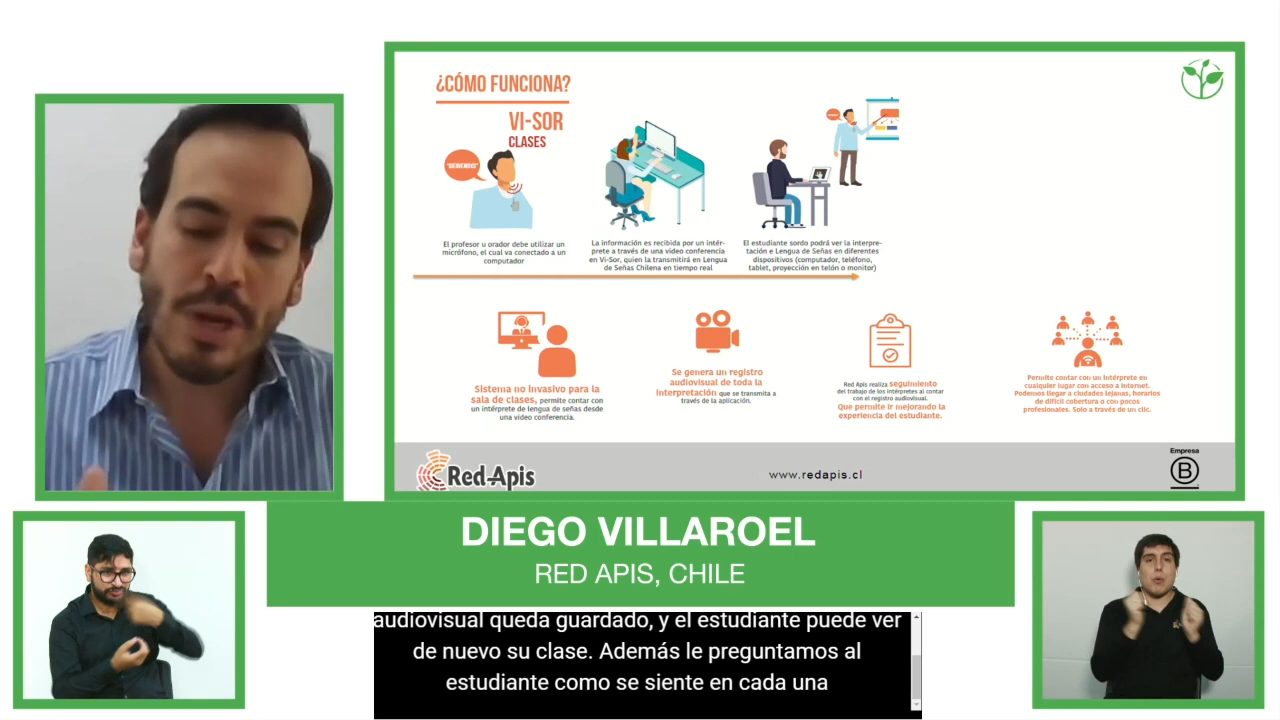 ¿CÓMO FUNCIONA?
VI-SOR
CLASES
"BIENVENIDOS"
El profesor u orador debe utilizar un
micrófono, el cual va conectado a un
computador
La información es recibida por un intér-
prete a través de una video conferencia
en Vi-Sor, quien la transmitirá en Lengua
de Señas Chilena en tiempo real
El estudiante sordo podrá ver la interpre-
tación e Lengua de Señas en diferentes
dispositivos (computador, teléfono,
tablet, proyección en telón o monitor)
Sistema no invasivo para la
sala de clases, permite contar con
un intérprete de lengua de señas desde
una video conferencia.
Se genera un registro
audiovisual de toda la
interpretación que se transmite a
través de la aplicación.
Red Apis realiza seguimiento
del trabajo de los intérpretes al contar
con el registro audiovisual.
Que permite ir mejorando la
experiencia del estudiante.
Permite contar con un intérprete en
cualquier lugar con acceso a internet.
Podemos llegar a ciudades lejanas, horarios
de difícil cobertura o con pocos
profesionales. Solo a través de un clic.
Red-Apis
www.redapis.cl
Empresa
B
DIEGO VILLAROEL
RED APIS, CHILE
audiovisual queda guardado, y el estudiante puede ver
de nuevo su clase. Además le preguntamos al
estudiante como se siente en cada una